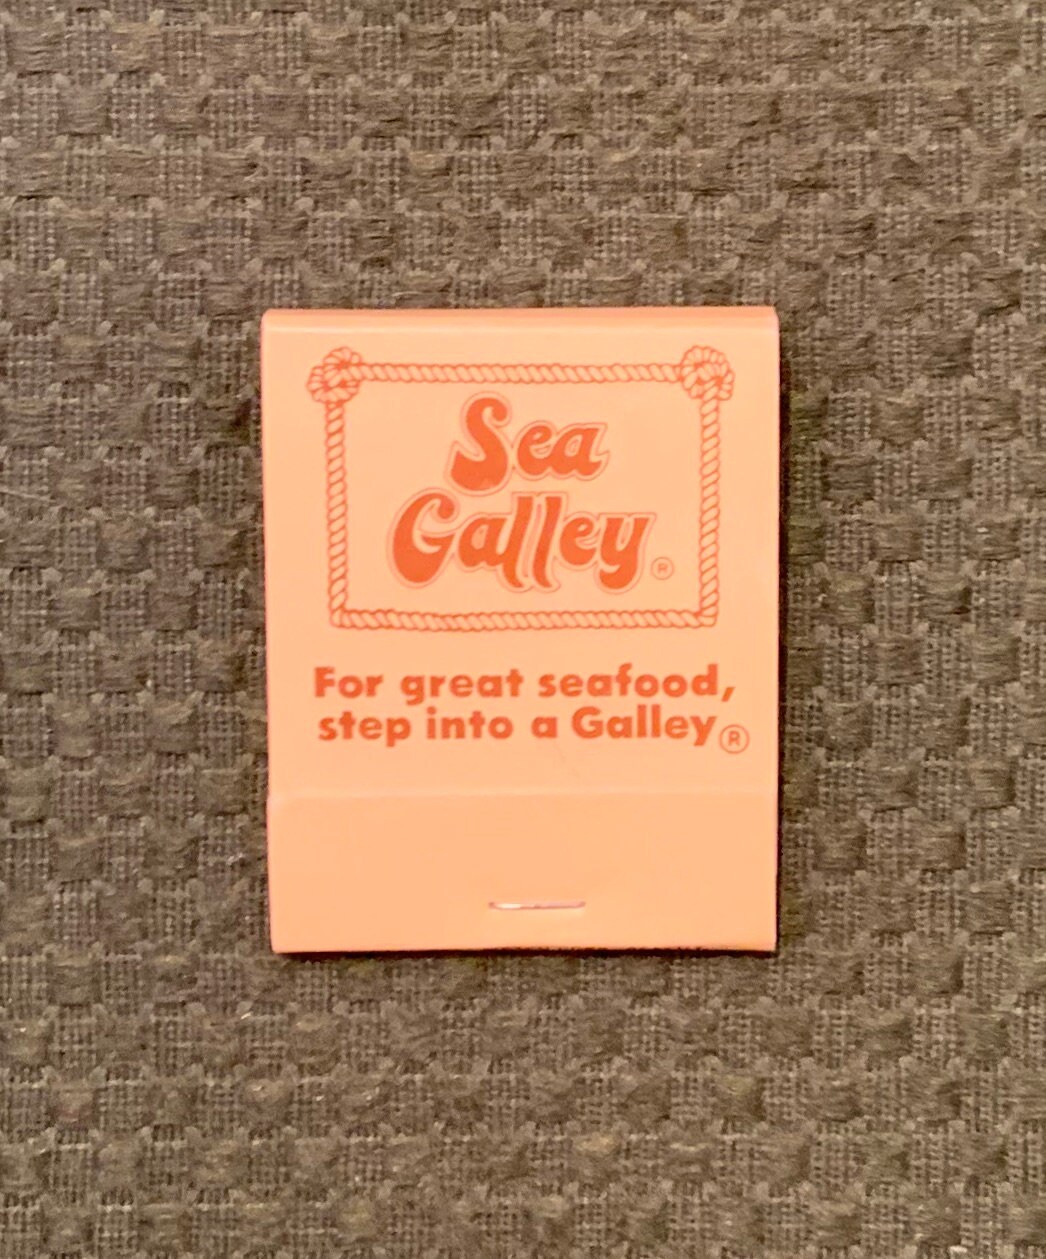 Sea
Galley®
For great seafood,
step into a Galley®